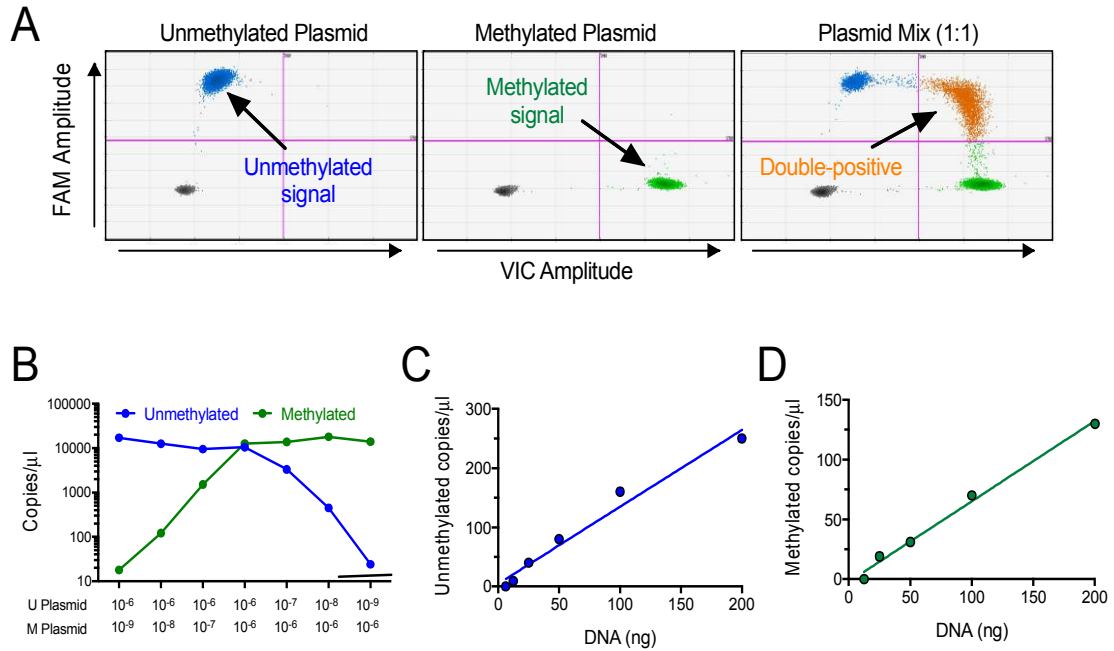 A
Unmethylated Plasmid
Methylated Plasmid
Plasmid Mix (1:1)
FAM Amplitude
Unmethylated
signal
Methylated
signal
Double-positive
VIC Amplitude
B
Unmethylated
Methylated
Copies/µl
100000
10000
1000
100
10
U Plasmid 10-6 10-6 10-6 10-6 10-7 10-8 10-9
M Plasmid 10-9 10-8 10-7 10-6 10-6 10-6 10-6
C
Unmethylated copies/µl
300
200
100
0
0 50 100 150 200
DNA (ng)
D
Methylated copies/µl
150
100
50
0
0 50 100 150 200
DNA (ng)